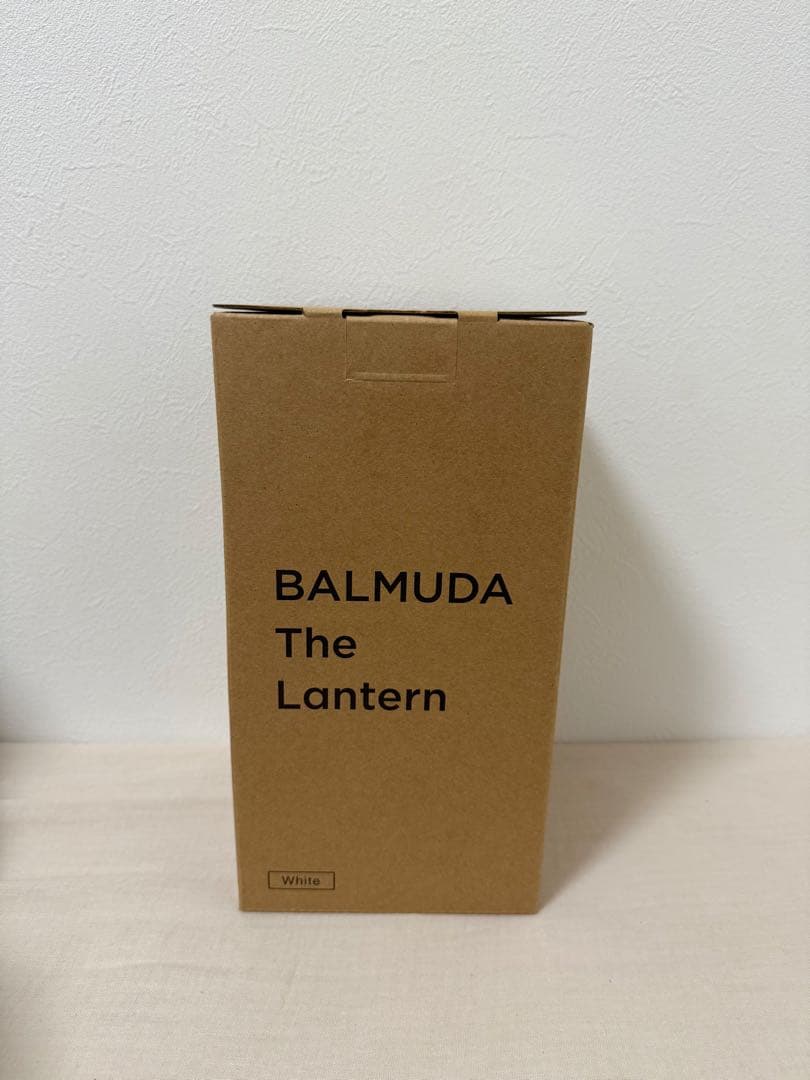 BALMUDA
The
Lantern
White